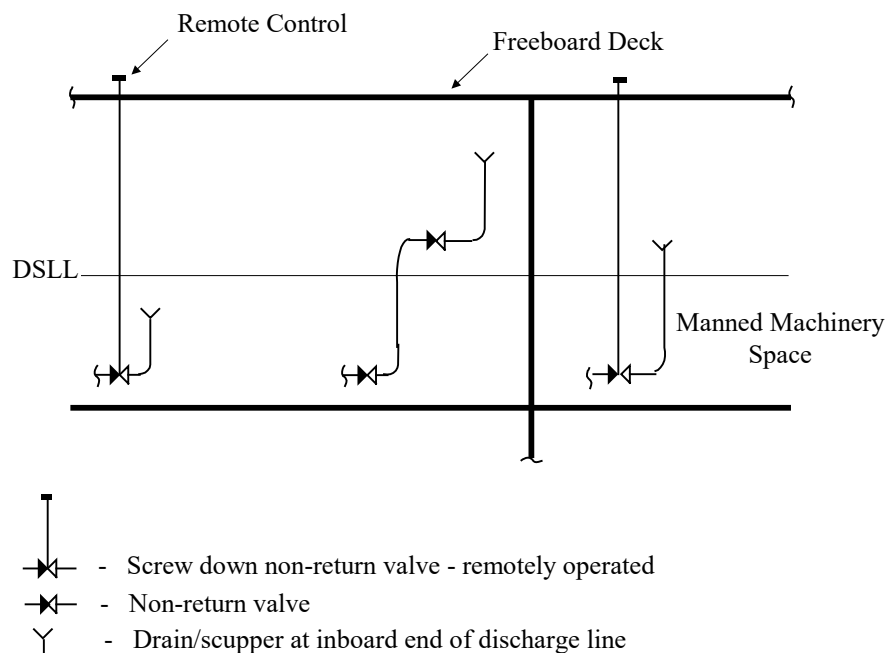 Remote Control
Freeboard Deck
DSLL
Manned Machinery
Space
- Screw down non-return valve - remotely operated
- Non-return valve
- Drain/scupper at inboard end of discharge line